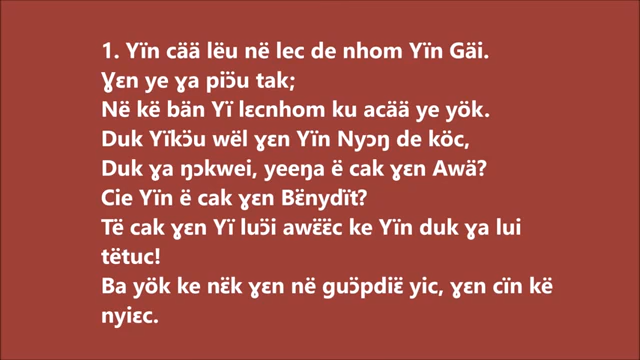 1. Yïn cää lëu në lec de nhom Yïn Gäi.
Ɣɛn ye ɣa piɔ̈u tak;
Në kë bän Yï lɛcnhom ku acää ye yök.
Duk Yïkɔ̈u wël ɣɛn Yïn Nyɔŋ de köc,
Duk ɣa ŋɔkwei, yeeŋa ë cak ɣɛn Awä?
Cie Yïn ë cak ɣɛn Bɛ̈nydït?
Të cak ɣɛn Yï luɔ̈i awɛ̈ɛ̈c ke Yïn duk ɣa lui
tëtuc!
Ba yök ke nɛ̈k ɣɛn në guɔ̈pdiɛ̈ yic, ɣɛn cïn kë
nyiɛc.